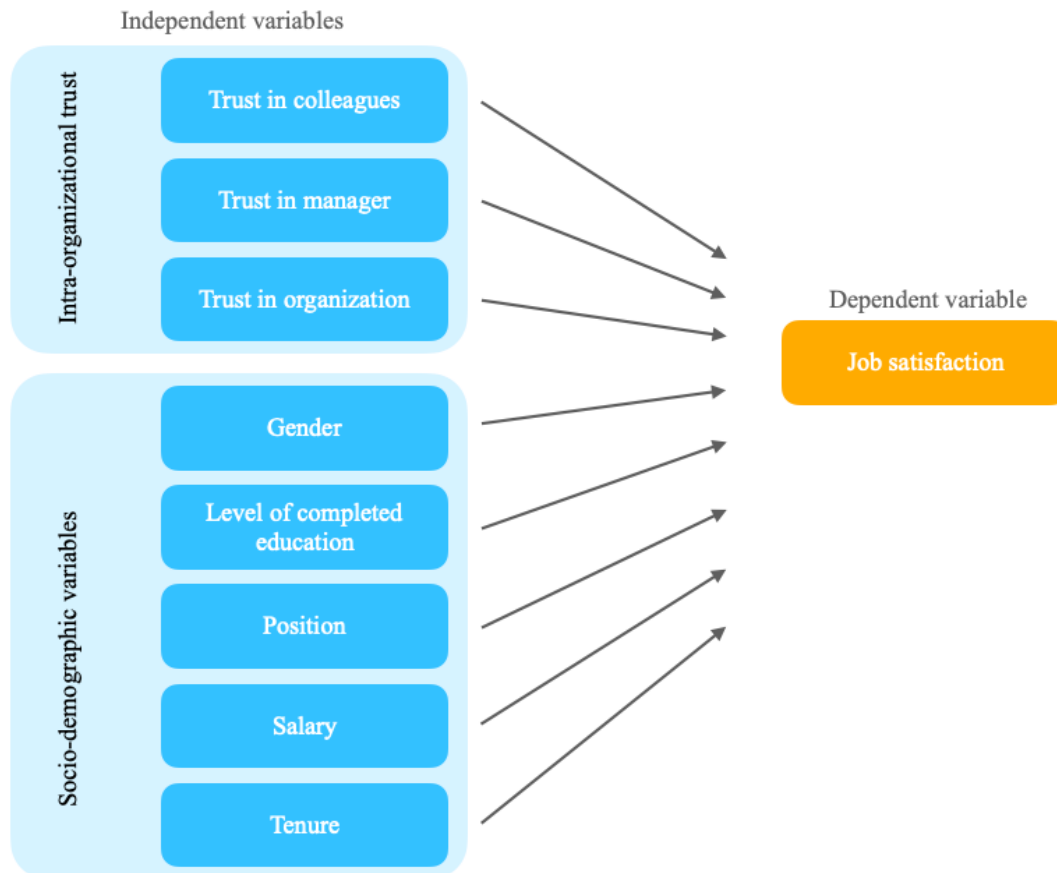 Independent variables
Intra-organizational trust
Trust in colleagues
Trust in manager
Trust in organization
Dependent variable
Job satisfaction
Socio-demographic variables
Gender
Level of completed
education
Position
Salary
Tenure